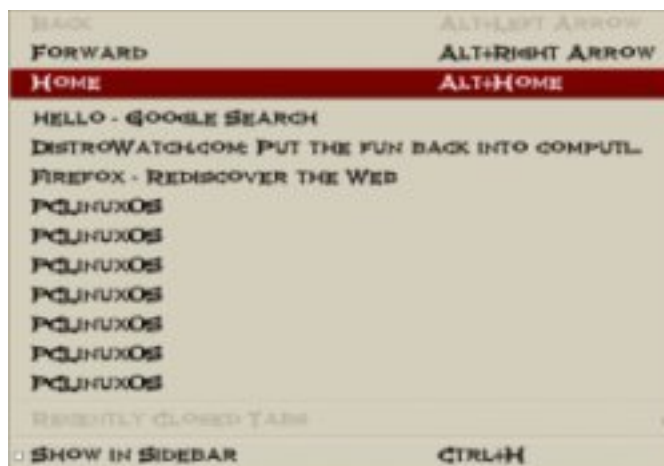 Back Alt+Left Arrow
Forward Alt+Right Arrow
Home Alt+Home
hello - Google Search
DistroWatch.com: Put the fun back into computi...
Firefox - Rediscover the Web
PCLinuxOS
PCLinuxOS
PCLinuxOS
PCLinuxOS
PCLinuxOS
PCLinuxOS
PCLinuxOS
Recently Closed Tabs
Show in Sidebar Ctrl+H